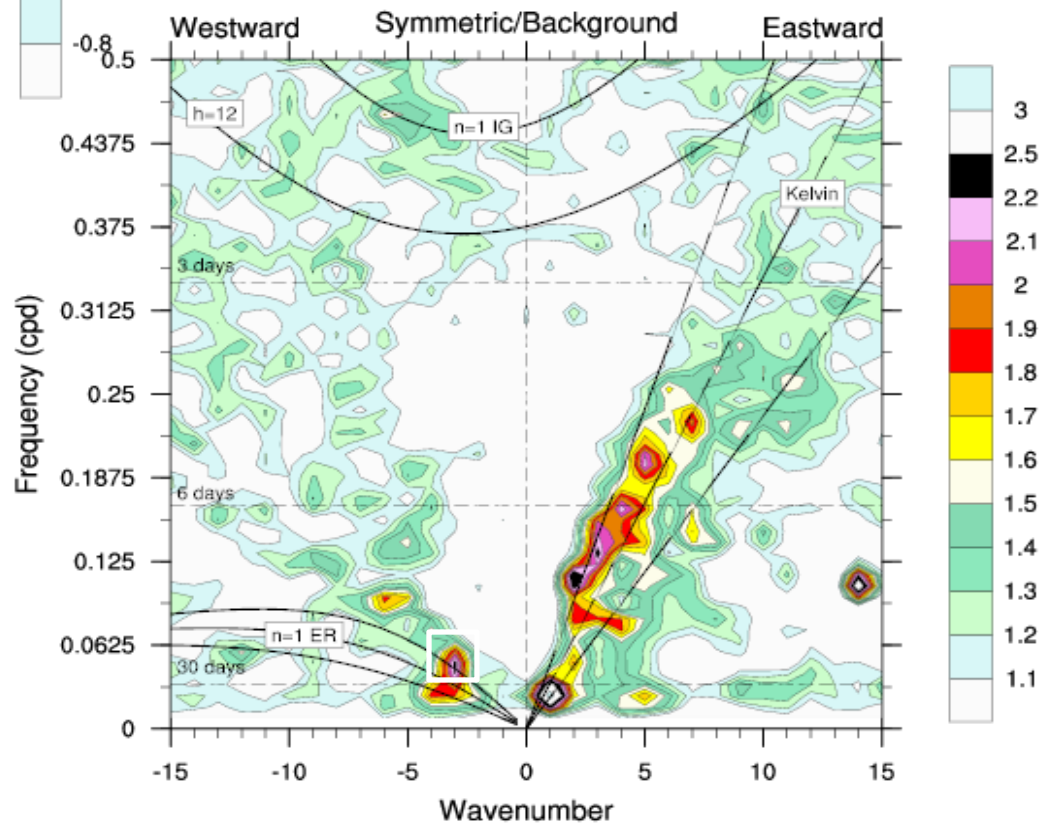 Westward Symmetric/Background Eastward
-0.8
0.5
h=12
n=1 IG
3
0.4375
2.5
Kelvin
2.2
0.375
2.1
3 days
2
0.3125
1.9
Frequency (cpd)
0.25
1.8
1.7
1.6
0.1875
6 days
1.5
1.4
0.125
1.3
1.2
n=1 ER
0.0625
30 days
1.1
0
-15 -10 -5 0 5 10 15
Wavenumber